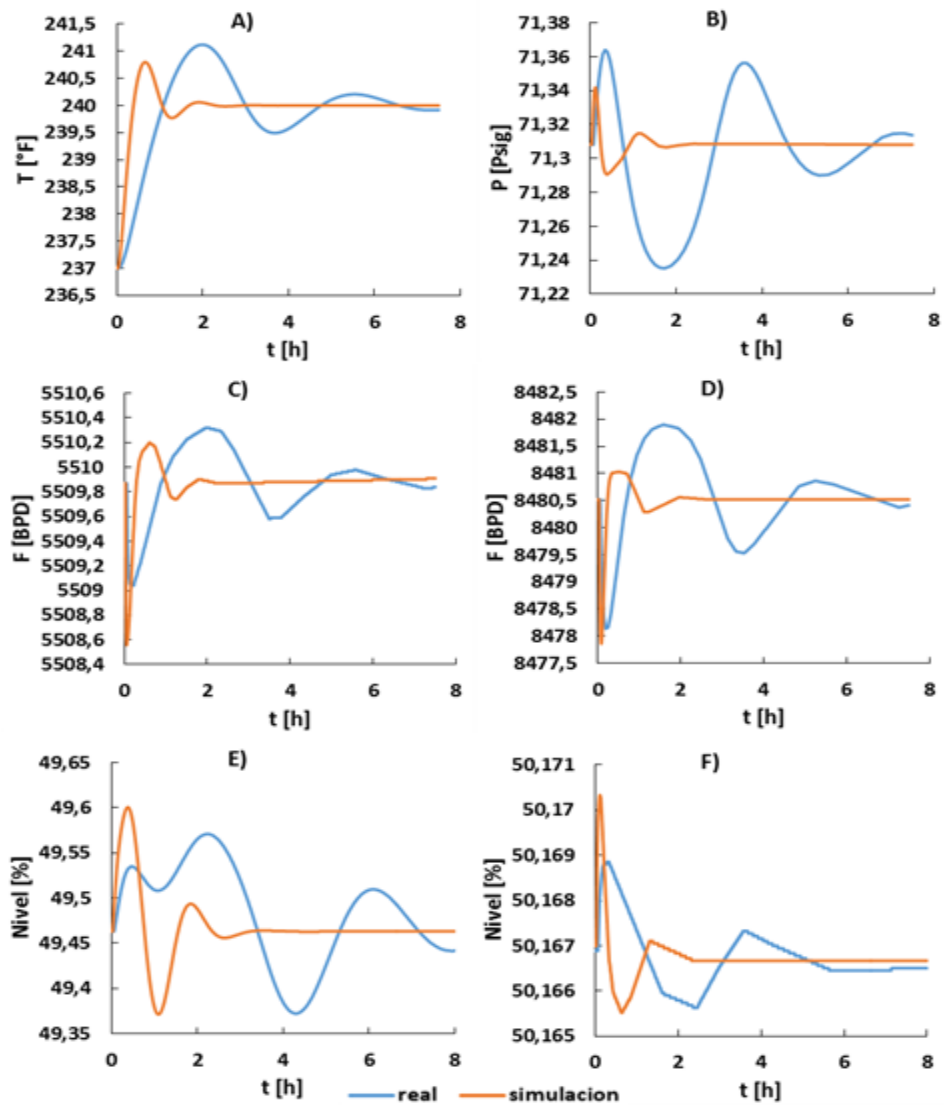 A)
241,5
241
240,5
240
239,5
239
238,5
238
237,5
237
236,5
T [°F]
0 2 4 6 8
t [h]
B)
71,38
71,36
71,34
71,32
71,3
71,28
71,26
71,24
71,22
P [Psig]
0 2 4 6 8
t [h]
C)
5510,6
5510,4
5510,2
5510
5509,8
5509,6
5509,4
5509,2
5509
5508,8
5508,6
5508,4
F [BPD]
0 2 4 6 8
t [h]
D)
8482,5
8482
8481,5
8481
8480,5
8480
8479,5
8479
8478,5
8478
8477,5
F [BPD]
0 2 4 6 8
t [h]
E)
49,65
49,6
49,55
49,5
49,45
49,4
49,35
Nivel [%]
0 2 4 6 8
t [h]
F)
50,171
50,17
50,169
50,168
50,167
50,166
50,165
Nivel [%]
0 2 4 6 8
t [h]
real simulacion